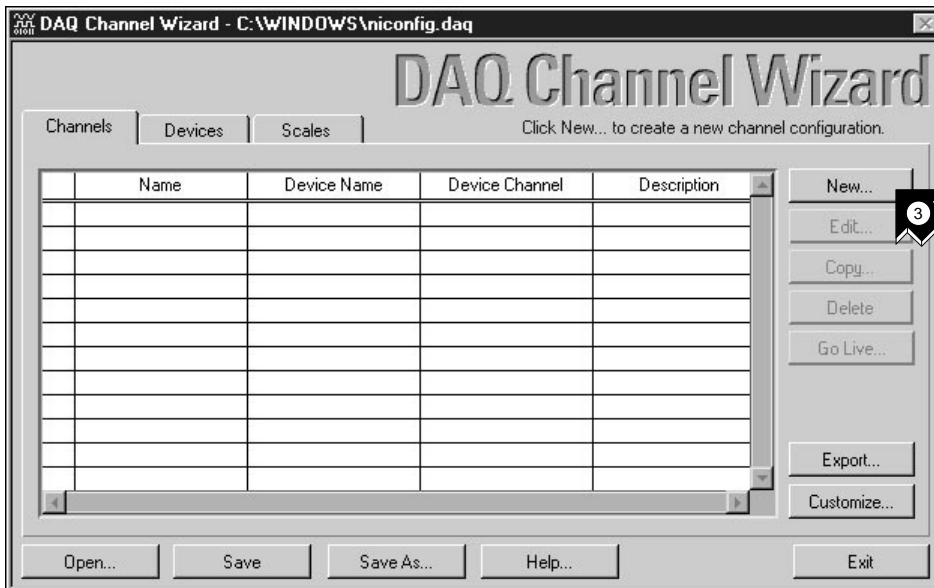 DAQ Channel Wizard - C:\WINDOWS\niconfig.daq
DAQ Channel Wizard
Channels Devices Scales
Click New... to create a new channel configuration.
Name Device Name Device Channel Description
New...
3
Edit...
Copy...
Delete
Go Live...
Export...
Customize...
Open... Save Save As... Help... Exit